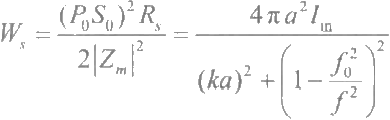 $W_s = \frac{(P_0 S_0)^2 R_s}{2|Z_m|^2} = \frac{4\pi a^2 I_{in}}{(ka)^2 + \left(1 - \frac{f_0^2}{f^2}\right)^2}$